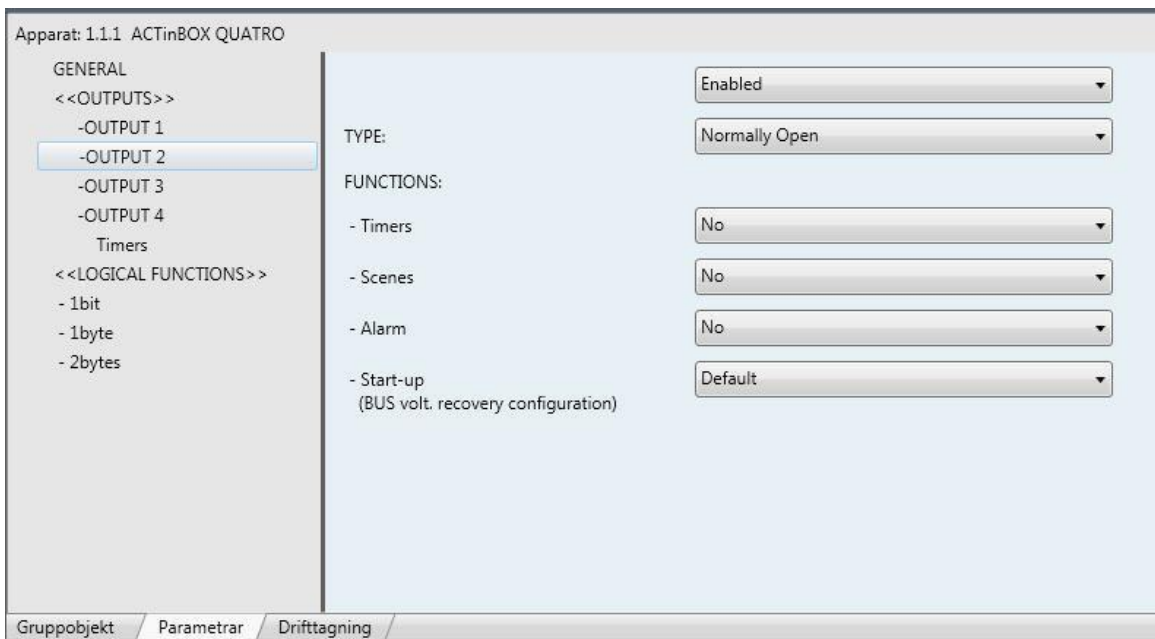 Apparat: 1.1.1 ACTinBOX QUATRO
GENERAL
<<OUTPUTS>>
-OUTPUT 1
-OUTPUT 2
-OUTPUT 3
-OUTPUT 4
Timers
<<LOGICAL FUNCTIONS>>
- 1bit
- 1byte
- 2bytes
Enabled
TYPE: Normally Open
FUNCTIONS:
- Timers No
- Scenes No
- Alarm No
- Start-up Default
(BUS volt. recovery configuration)
Gruppobjekt Parametrar Drifttagning